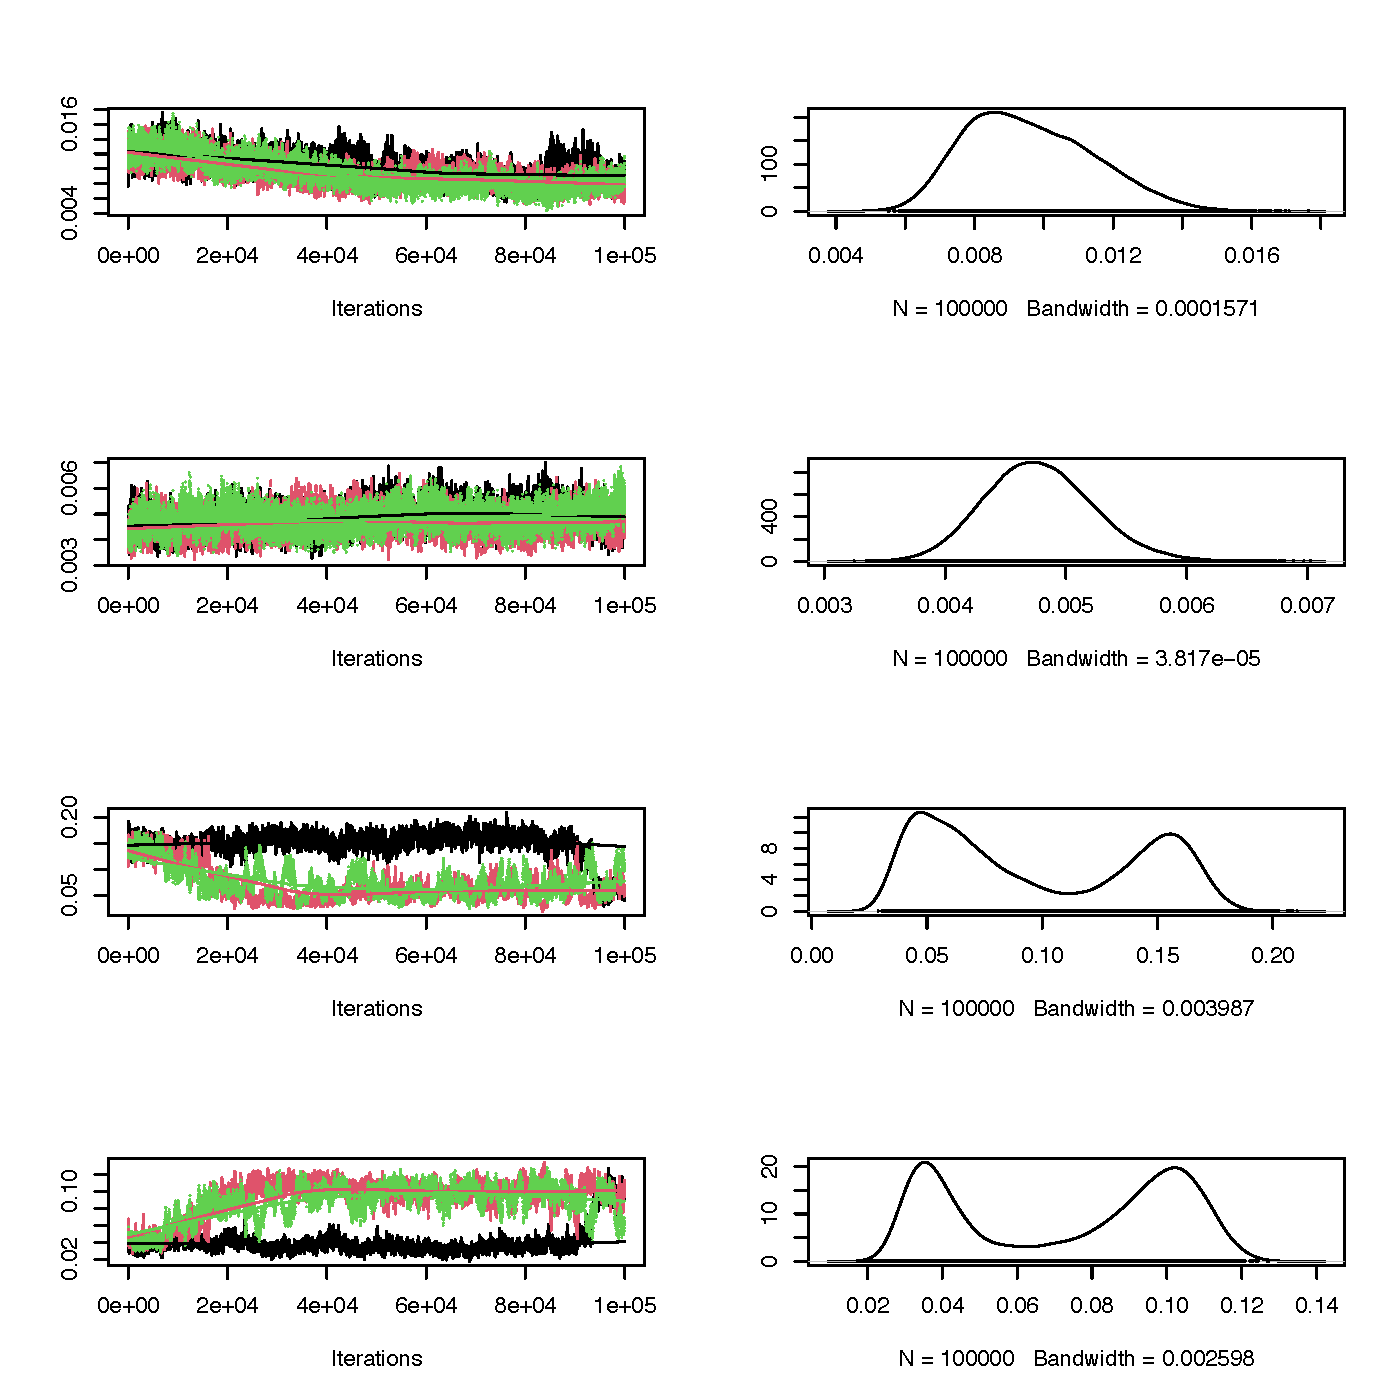 0.004 0.016
0 100
0e+00 2e+04 4e+04 6e+04 8e+04 1e+05
0.004 0.008 0.012 0.016
Iterations
N = 100000 Bandwidth = 0.0001571
0.003 0.006
0 400
0e+00 2e+04 4e+04 6e+04 8e+04 1e+05
0.003 0.004 0.005 0.006 0.007
Iterations
N = 100000 Bandwidth = 3.817e−05
0.05 0.20
0 4 8
0e+00 2e+04 4e+04 6e+04 8e+04 1e+05
0.00 0.05 0.10 0.15 0.20
Iterations
N = 100000 Bandwidth = 0.003987
0.02 0.10
0 10 20
0e+00 2e+04 4e+04 6e+04 8e+04 1e+05
0.02 0.04 0.06 0.08 0.10 0.12 0.14
Iterations
N = 100000 Bandwidth = 0.002598